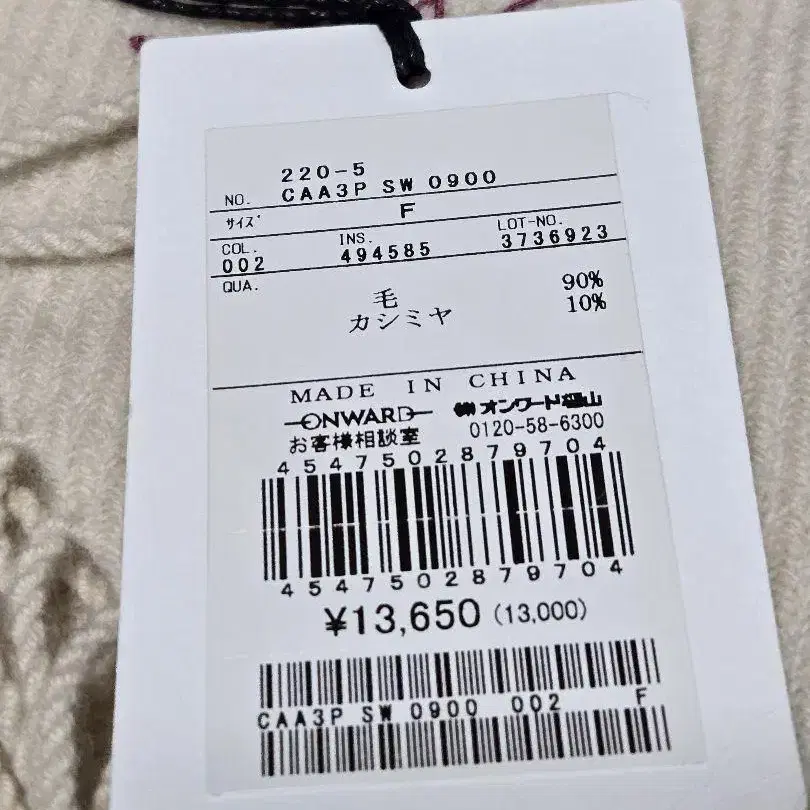 220-5
NO. CAA3P SW 0900
サイズ F
COL. INS. LOT-NO.
002 494585 3736923
QUA.
毛 90%
カシミヤ 10%
MADE IN CHINA
ONWARD ㈱オンワード樫山
お客様相談室 0120-58-6300
4547502879704
4547502879704
¥13,650 (13,000)
CAA3P SW 0900 002 F